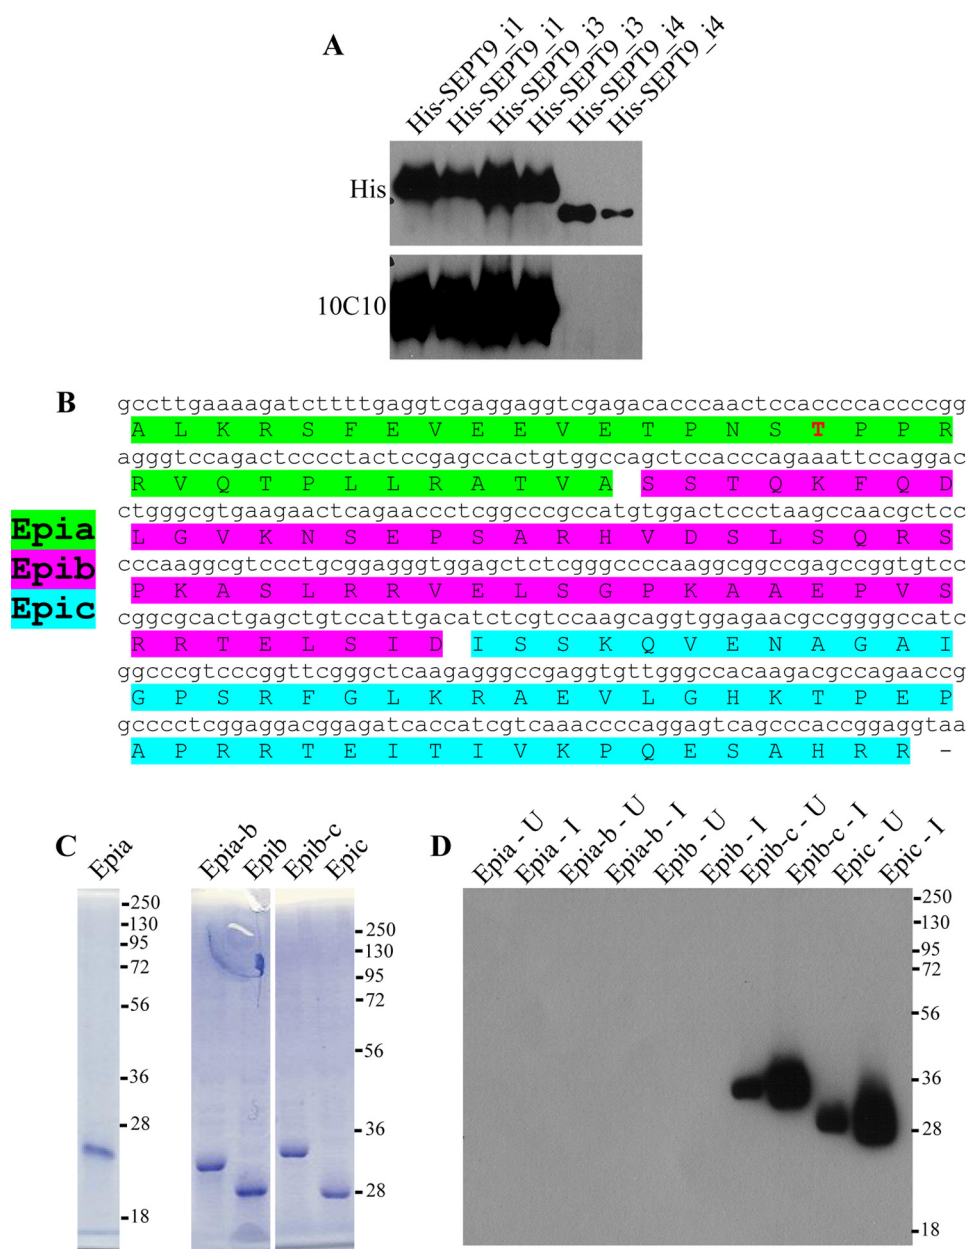 A
His-SEPT9_i1
His-SEPT9_i1
His-SEPT9_i3
His-SEPT9_i3
His-SEPT9_i4
His-SEPT9_i4
His
10C10
B
gccttgaaaagatcttttgaggtcgaggaggtcgagacacccaactccaccccaccccgg
A L K R S F E V E E V E T P N S T P P R
agggtccagactcccctactccgagccactgtggccagctccacccagaaattccaggac
R V Q T P L L R A T V A S S T Q K F Q D
ctgggcgtgaagaactcagaaccctcggcccgccatgtggactccctaagccaacgctcc
L G V K N S E P S A R H V D S L S Q R S
cccaaggcgtccctgcggagggtggagctctcgggccccaaggcggccgagccggtgtcc
P K A S L R R V E L S G P K A A E P V S
cggcgcactgagctgtccattgacatctcgtccaagcaggtggagaacgccggggccatc
R R T E L S I D I S S K Q V E N A G A I
ggcccgtcccggttcgggctcaagagggccgaggtgttgggccacaagacgccagaaccg
G P S R F G L K R A E V L G H K T P E P
gcccctcggaggacggagatcaccatcgtcaaaccccaggagtcagcccaccggaggtaa
A P R R T E I T I V K P Q E S A H R R -
Epia
Epib
Epic
C
Epia
Epia-b
Epib
Epib-c
Epic
250
130
95
72
56
36
28
18
250
130
95
72
56
36
28
D
Epia - U
Epia - I
Epia-b - U
Epia-b - I
Epib - U
Epib - I
Epib-c - U
Epib-c - I
Epic - U
Epic - I
250
130
95
72
56
36
28
18